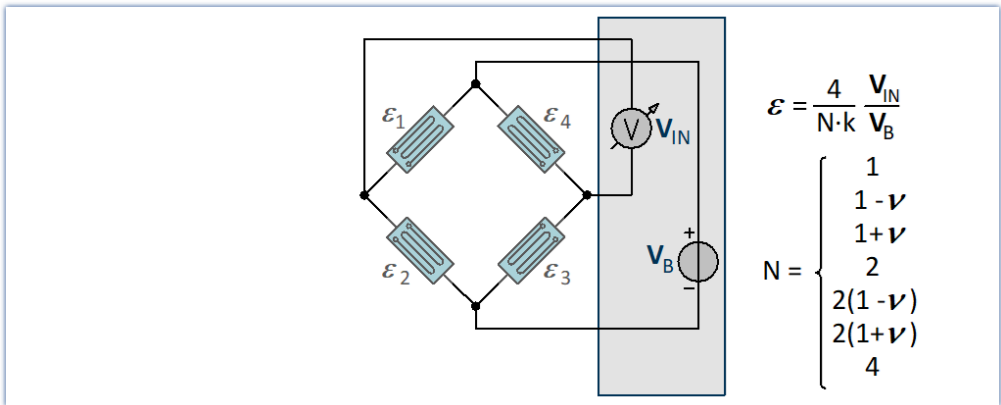 ε1
ε4
V
VIN
ε2
ε3
+
VB
−
ε = 4/N·k VIN/VB
N = {
1
1 - ν
1+ ν
2
2(1 - ν)
2(1+ ν)
4